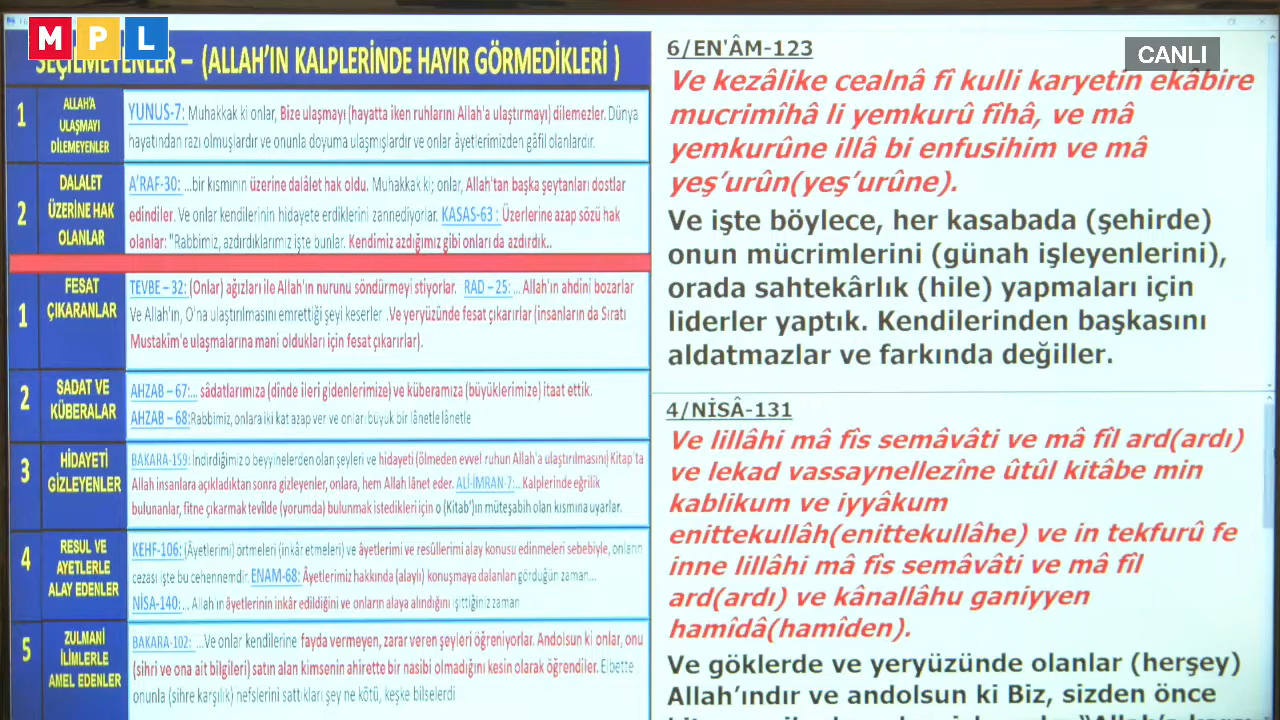 MPL
CANLI
SEÇİLMEYENLER – (ALLAH'IN KALPLERİNDE HAYIR GÖRMEDİKLERİ )
1
ALLAH'A
ULAŞMAYI
DİLEMEYENLER
YUNUS-7: Muhakkak ki onlar, Bize ulaşmayı (hayatta iken ruhlarını Allah'a ulaştırmayı) dilemezler. Dünya
hayatından razı olmuşlardır ve onunla doyuma ulaşmışlardır ve onlar âyetlerimizden gâfil olanlardır.
2
DALALET
ÜZERİNE HAK
OLANLAR
A'RAF-30: ...bir kısmının üzerine dalâlet hak oldu. Muhakkak ki; onlar, Allah'tan başka şeytanları dostlar
edindiler. Ve onlar kendilerinin hidayete erdiklerini zannediyorlar. KASAS-63 : Üzerlerine azap sözü hak
olanlar: "Rabbimiz, azdırdıklarımız işte bunlar. Kendimiz azdığımız gibi onları da azdırdık..
1
FESAT
ÇIKARANLAR
TEVBE – 32: (Onlar) ağızları ile Allah'ın nurunu söndürmeyi istiyorlar. RAD – 25: ... Allah'ın ahdini bozarlar
Ve Allah'ın, O'na ulaştırılmasını emrettiği şeyi keserler .Ve yeryüzünde fesat çıkarırlar (insanların da Sıratı
Mustakîm'e ulaşmalarına mani oldukları için fesat çıkarırlar).
2
SADAT VE
KÜBERALAR
AHZAB – 67:... sâdatlarımıza (dînde ileri gidenlerimize) ve küberamıza (büyüklerimize) itaat ettik.
AHZAB – 68:Rabbimiz, onlara iki kat azap ver ve onları büyük bir lânetle lânetle
3
HİDAYETİ
GİZLEYENLER
BAKARA-159: İndirdiğimiz o beyyinelerden olan şeyleri ve hidayeti (ölmeden evvel ruhun Allah'a ulaştırılmasını) Kitap'ta
Allah insanlara açıkladıktan sonra gizleyenler, onlara, hem Allah lânet eder. ALİ-İMRAN-7:... Kalplerinde eğrilik
bulunanlar, fitne çıkarmak tevilde (yorumda) bulunmak istedikleri için o (Kitab')ın müteşabih olan kısmına uyarlar.
4
RESUL VE
AYETLERLE
ALAY EDENLER
KEHF-106: (Âyetlerimi) örtmeleri (inkâr etmeleri) ve âyetlerimi ve resûllerimi alay konusu edinmeleri sebebiyle, onların
cezası işte bu cehennemdir. ENAM-68: Âyetlerimiz hakkında (alaylı) konuşmaya dalanları gördüğün zaman...
NİSA-140: ... Allah'ın âyetlerinin inkâr edildiğini ve onların alaya alındığını işittiğiniz zaman
5
ZULMANİ
İLİMLERLE
AMEL EDENLER
BAKARA-102: ...Ve onlar kendilerine fayda vermeyen, zarar veren şeyleri öğreniyorlar. Andolsun ki onlar, onu
(sihri ve ona ait bilgileri) satın alan kimsenin ahirette bir nasibi olmadığını kesin olarak öğrendiler. Elbette
onunla (sihre karşılık) nefslerini sattıkları şey ne kötü, keşke bilselerdi
6/EN'ÂM-123
Ve kezâlike cealnâ fî kulli karyetin ekâbire
mucrimîhâ li yemkurû fîhâ, ve mâ
yemkurûne illâ bi enfusihim ve mâ
yeş'urûn(yeş'urûne).
Ve işte böylece, her kasabada (şehirde)
onun mücrimlerini (günah işleyenlerini),
orada sahtekârlık (hile) yapmaları için
liderler yaptık. Kendilerinden başkasını
aldatmazlar ve farkında değiller.
4/NİSÂ-131
Ve lillâhi mâ fîs semâvâti ve mâ fîl ard(ardı)
ve lekad vassaynellezîne ûtûl kitâbe min
kablikum ve iyyâkum
enittekullâh(enittekullâhe) ve in tekfurû fe
inne lillâhi mâ fîs semâvâti ve mâ fîl
ard(ardı) ve kânallâhu ganiyyen
hamîdâ(hamîden).
Ve göklerde ve yeryüzünde olanlar (herşey)
Allah'ındır ve andolsun ki Biz, sizden önce